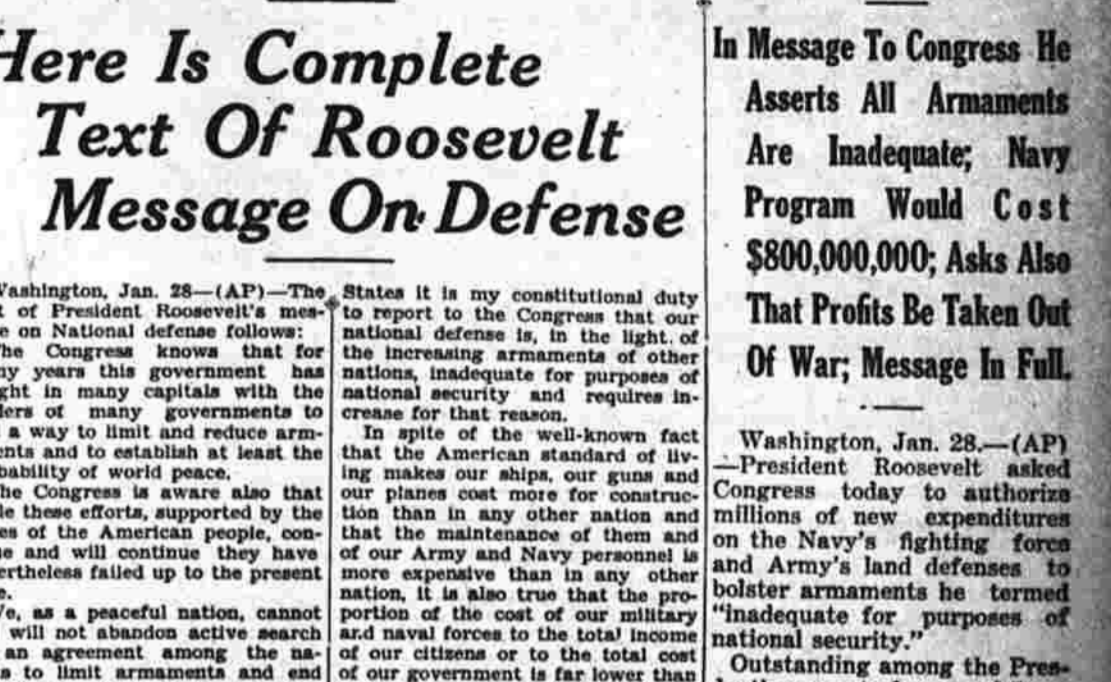 Here Is Complete
Text Of Roosevelt
Message On Defense
Washington, Jan. 28—(AP)—The
of President Roosevelt's mes-
on National defense follows:
The Congress knows that for
years this government has
in many capitals with the
of many governments to
a way to limit and reduce arm-
and to establish at least the
of world peace.
The Congress is aware also that
these efforts, supported by the
of the American people, con-
and will continue they have
failed up to the present
as a peaceful nation, cannot
will not abandon active search
an agreement among the na-
to limit armaments and end
States it is my constitutional duty
to report to the Congress that our
national defense is, in the light. of
the increasing armaments of other
nations, inadequate for purposes of
national security and requires in-
crease for that reason.
In spite of the well-known fact
that the American standard of liv-
ing makes our ships, our guns and
our planes cost more for construc-
tion than in any other nation and
that the maintenance of them and
of our Army and Navy personnel is
more expensive than in any other
nation, it is also true that the pro-
portion of the cost of our military
and naval forces to the total income
of our citizens or to the total cost
of our government is far lower than
In Message To Congress He
Asserts All Armaments
Are Inadequate; Navy
Program Would Cost
$800,000,000; Asks Also
That Profits Be Taken Out
Of War; Message In Full.
Washington, Jan. 28.—(AP)
—President Roosevelt asked
Congress today to authorize
millions of new expenditures
on the Navy's fighting force
and Army's land defenses to
bolster armaments he termed
"inadequate for purposes of
national security."
Outstanding among the Pres-